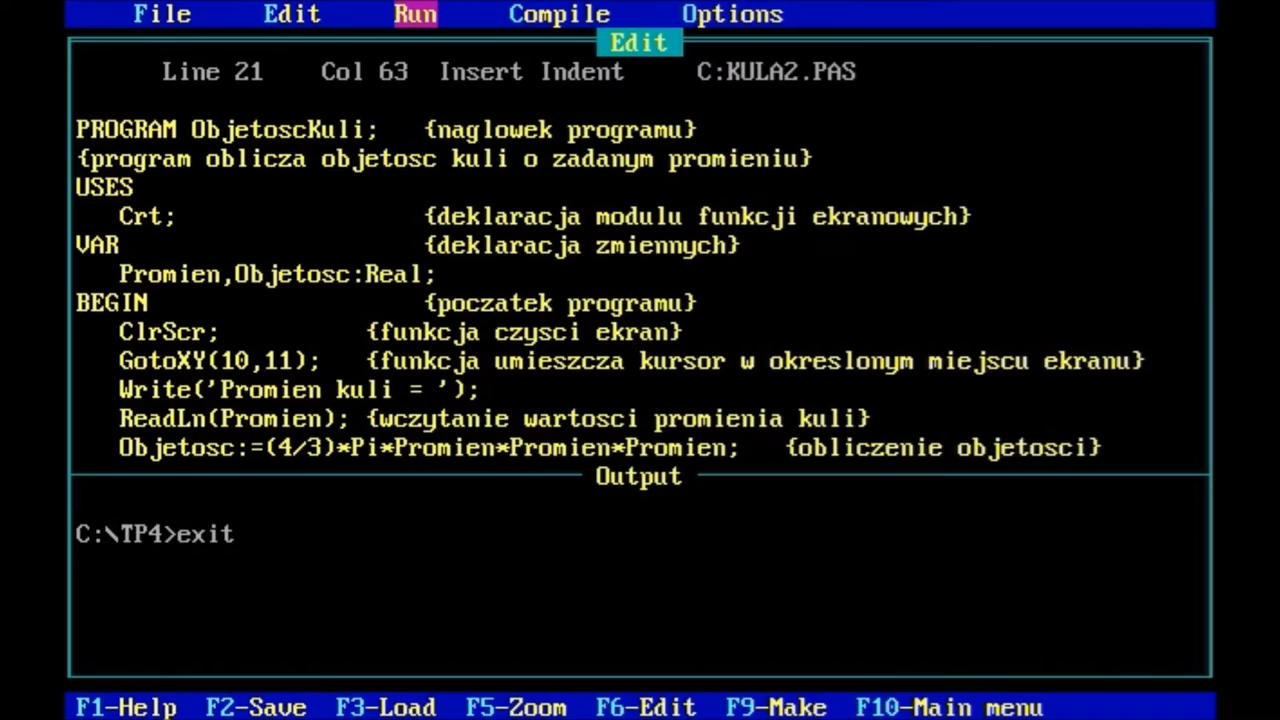 File Edit Run Compile Options
Edit
Line 21 Col 63 Insert Indent C:KULA2.PAS
PROGRAM ObjetoscKuli; {naglowek programu}
{program oblicza objetosc kuli o zadanym promieniu}
USES
Crt; {deklaracja modulu funkcji ekranowych}
VAR {deklaracja zmiennych}
Promien,Objetosc:Real;
BEGIN {poczatek programu}
ClrScr; {funkcja czysci ekran}
GotoXY(10,11); {funkcja umieszcza kursor w okreslonym miejscu ekranu}
Write('Promien kuli = ');
ReadLn(Promien); {wczytanie wartosci promienia kuli}
Objetosc:=(4/3)*Pi*Promien*Promien*Promien; {obliczenie objetosci}
Output
C:\TP4>exit
F1-Help F2-Save F3-Load F5-Zoom F6-Edit F9-Make F10-Main menu